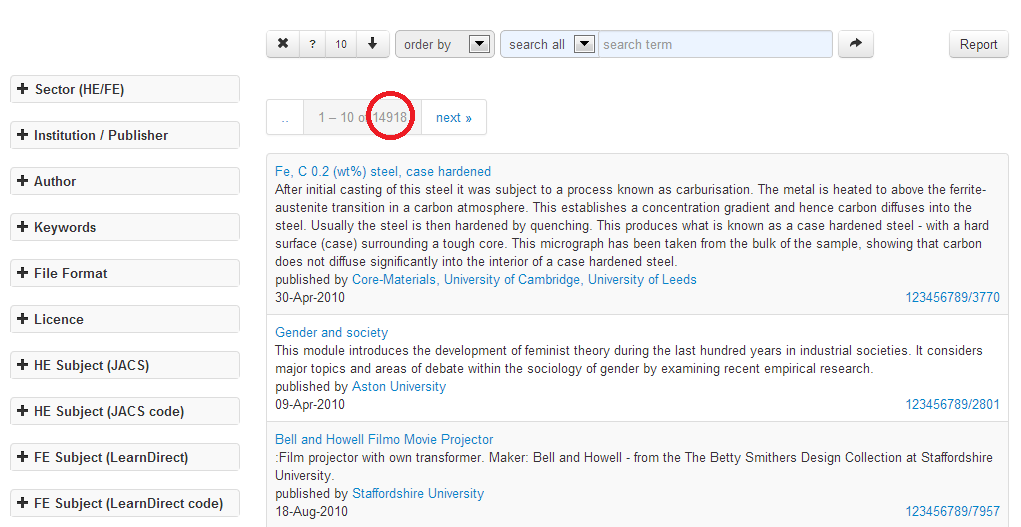 ? 10 order by search all search term Report
+ Sector (HE/FE)
+ Institution / Publisher
+ Author
+ Keywords
+ File Format
+ Licence
+ HE Subject (JACS)
+ HE Subject (JACS code)
+ FE Subject (LearnDirect)
+ FE Subject (LearnDirect code)
.. 1 – 10 of 14918 next »
Fe, C 0.2 (wt%) steel, case hardened
After initial casting of this steel it was subject to a process known as carburisation. The metal is heated to above the ferrite-
austenite transition in a carbon atmosphere. This establishes a concentration gradient and hence carbon diffuses into the
steel. Usually the steel is then hardened by quenching. This produces what is known as a case hardened steel - with a hard
surface (case) surrounding a tough core. This micrograph has been taken from the bulk of the sample, showing that carbon
does not diffuse significantly into the interior of a case hardened steel.
published by Core-Materials, University of Cambridge, University of Leeds
30-Apr-2010 123456789/3770
Gender and society
This module introduces the development of feminist theory during the last hundred years in industrial societies. It considers
major topics and areas of debate within the sociology of gender by examining recent empirical research.
published by Aston University
09-Apr-2010 123456789/2801
Bell and Howell Filmo Movie Projector
:Film projector with own transformer. Maker: Bell and Howell - from the The Betty Smithers Design Collection at Staffordshire
University.
published by Staffordshire University
18-Aug-2010 123456789/7957